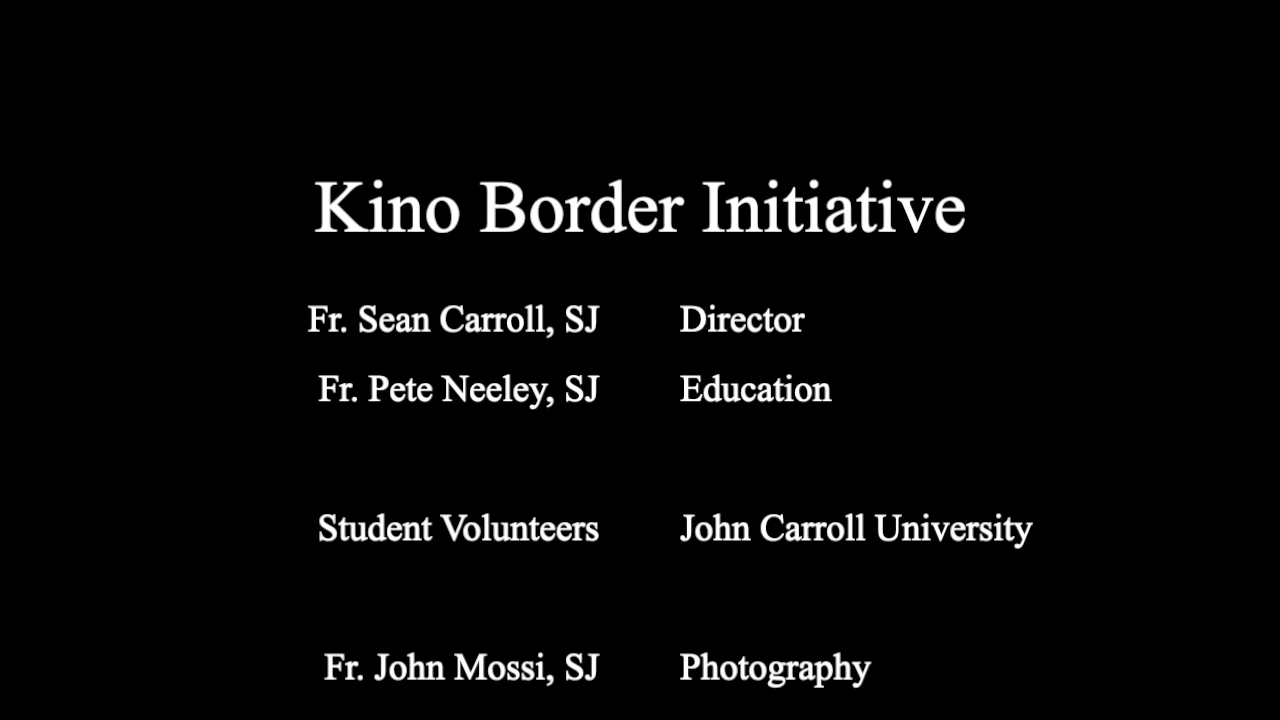 Kino Border Initiative
Fr. Sean Carroll, SJ Director
Fr. Pete Neeley, SJ Education
Student Volunteers John Carroll University
Fr. John Mossi, SJ Photography